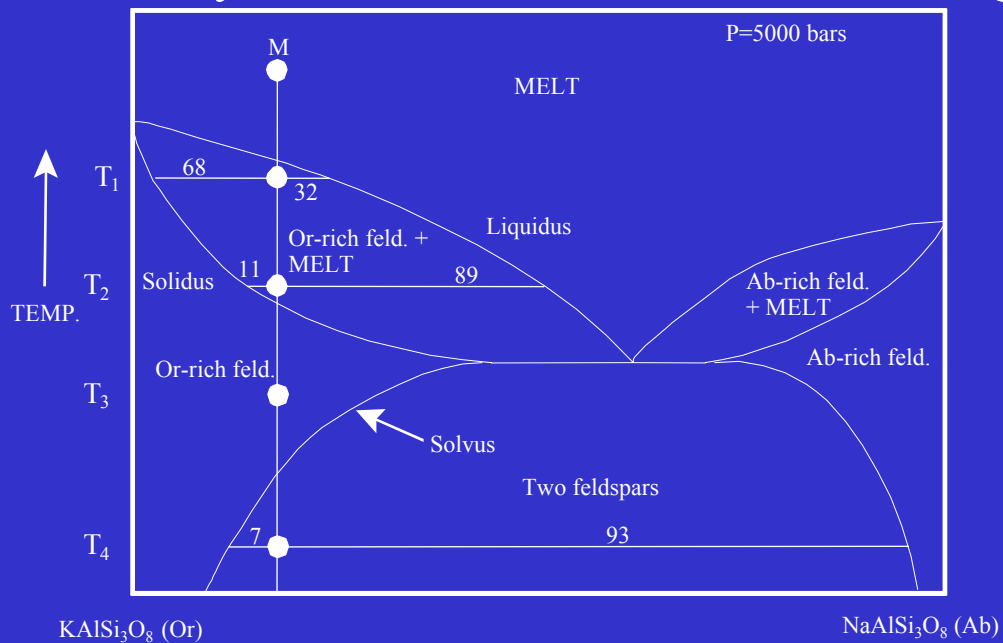 P=5000 bars
M
MELT
T₁
68
32
Liquidus
Or-rich feld. +
MELT
T₂
Solidus
11
89
Ab-rich feld.
+ MELT
TEMP.
Or-rich feld.
Ab-rich feld.
T₃
Solvus
Two feldspars
T₄
7
93
KAlSi₃O₈ (Or)
NaAlSi₃O₈ (Ab)